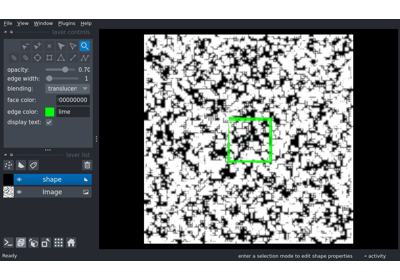 File View Window Plugins Help
layer controls
opacity: 0.70
edge width: 1
blending: translucen
face color: 00000000
edge color: lime
display text:
layer list
shape
Image
Ready
enter a selection mode to edit shape properties
activity